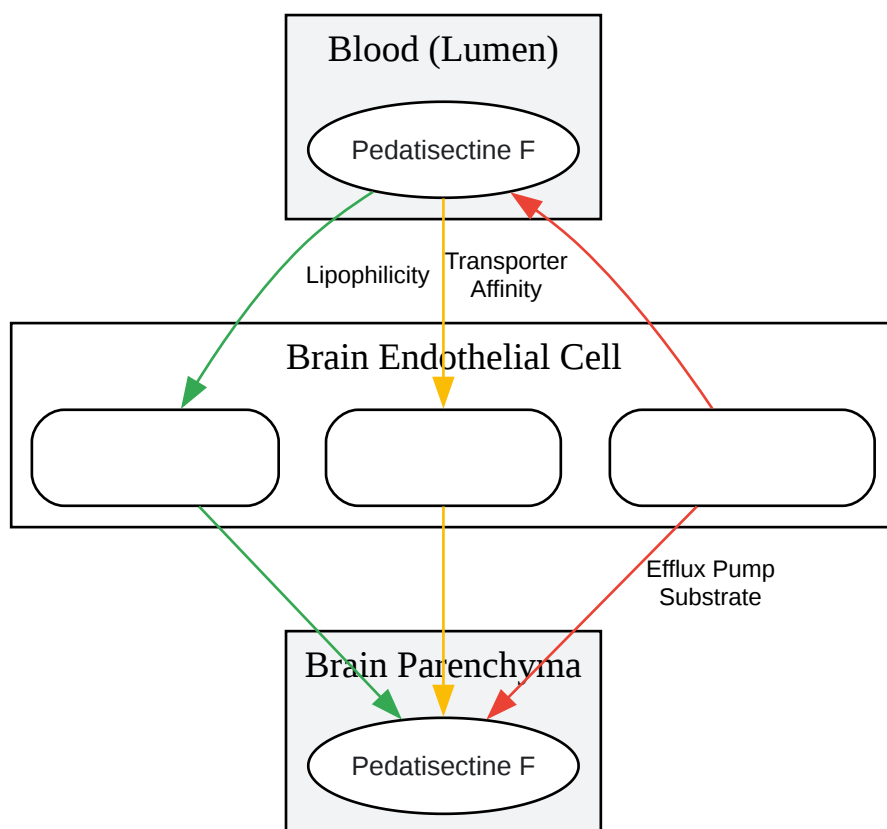 Blood (Lumen)
Pedatisectine F
Lipophilicity
Transporter
Affinity
Brain Endothelial Cell
Efflux Pump
Substrate
Brain Parenchyma
Pedatisectine F